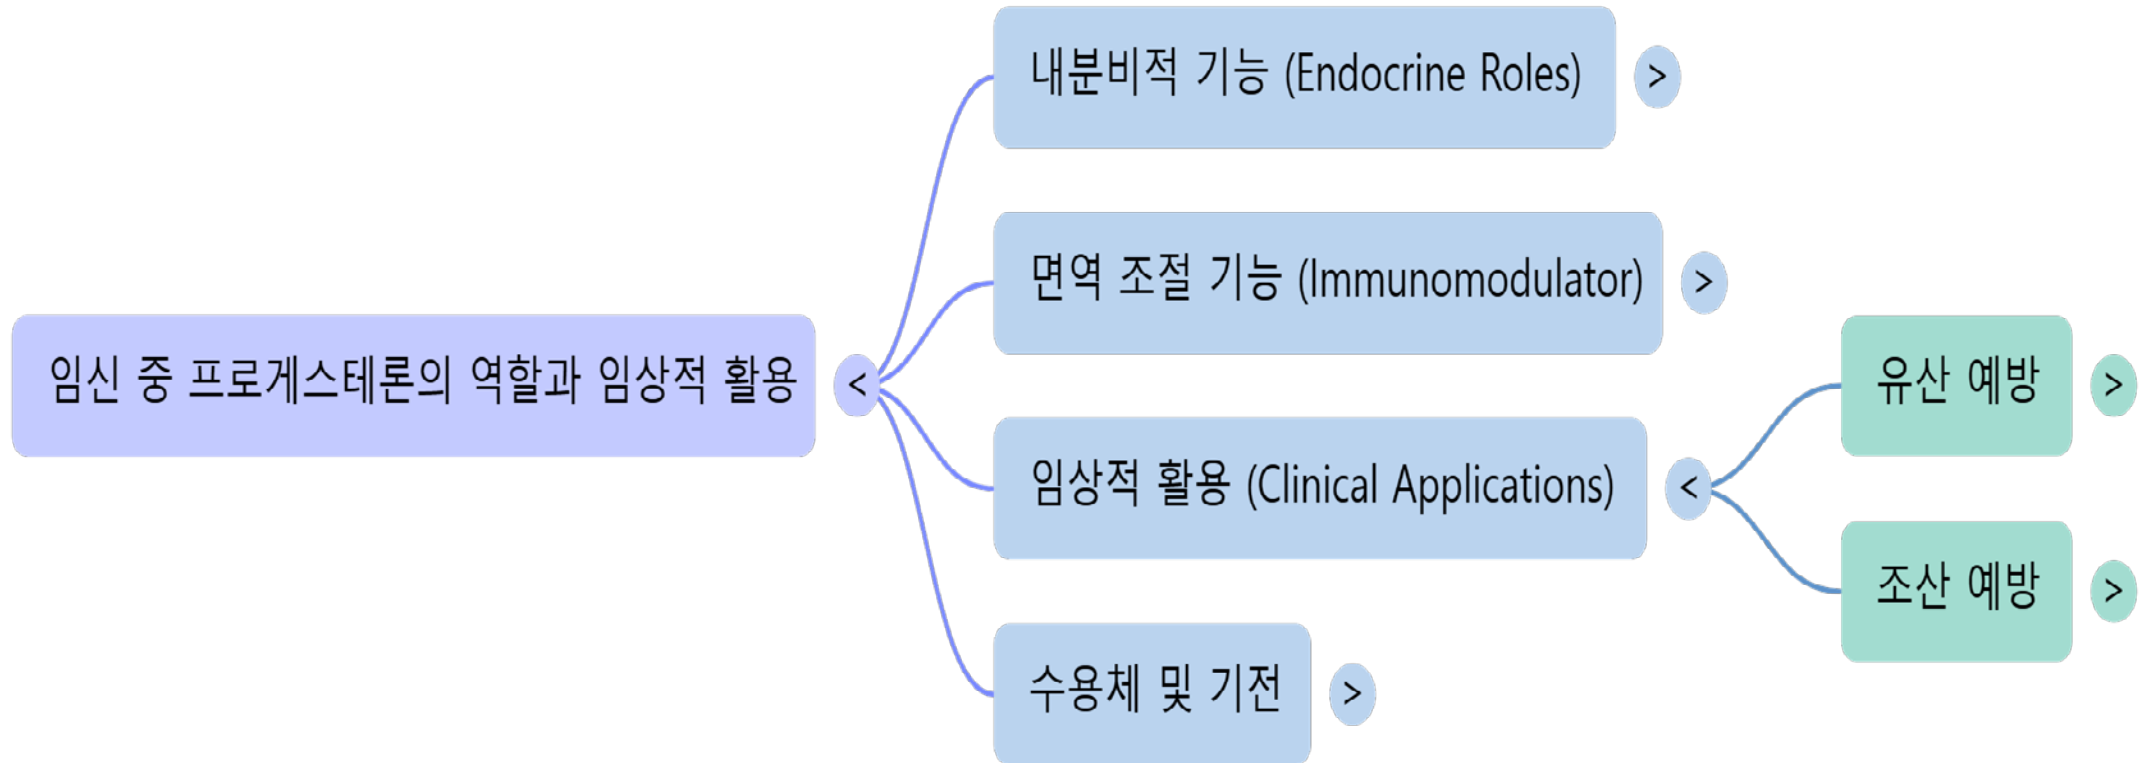 임신 중 프로게스테론의 역할과 임상적 활용
<
내분비적 기능 (Endocrine Roles)
>
면역 조절 기능 (Immunomodulator)
>
임상적 활용 (Clinical Applications)
<
유산 예방
>
조산 예방
>
수용체 및 기전
>